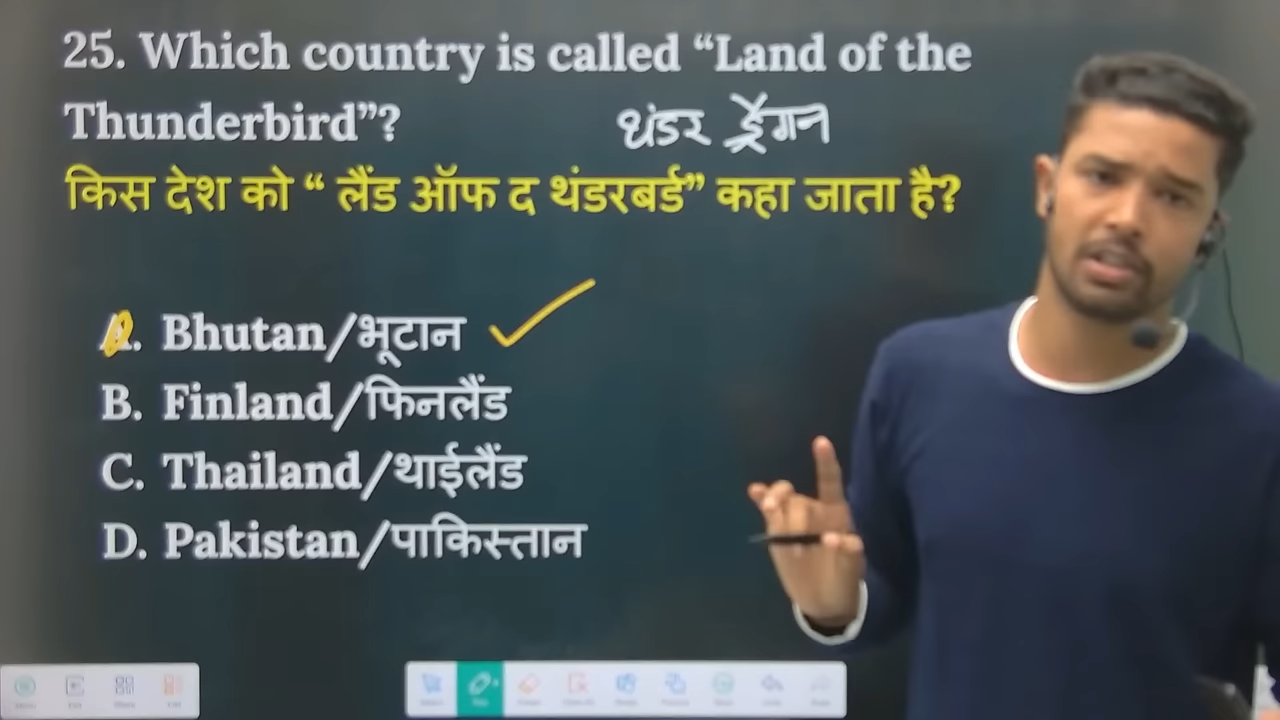 25. Which country is called “Land of the
Thunderbird”?
थंडर ड्रैगन
किस देश को “ लैंड ऑफ द थंडरबर्ड” कहा जाता है?
A. Bhutan/भूटान
B. Finland/फिनलैंड
C. Thailand/थाईलैंड
D. Pakistan/पाकिस्तान